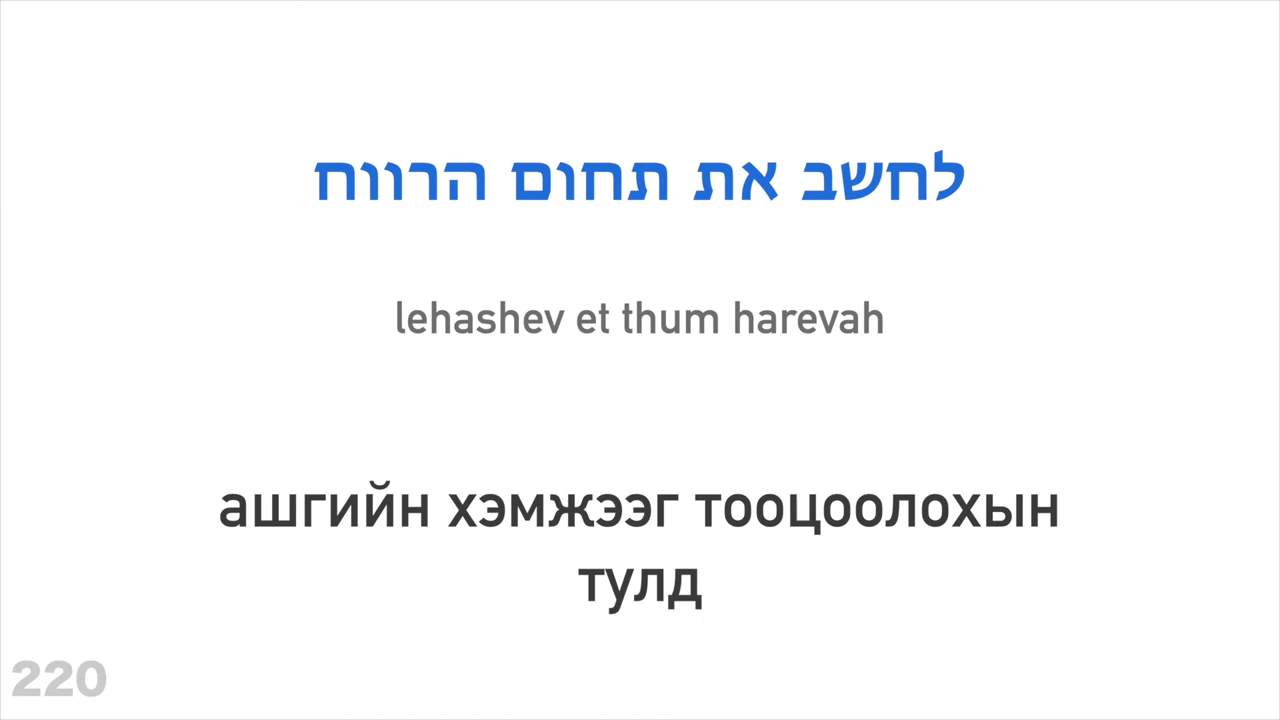 לחשב את תחום הרווח
lehashev et thum harevah
ашгийн хэмжээг тооцоолохын
тулд
220